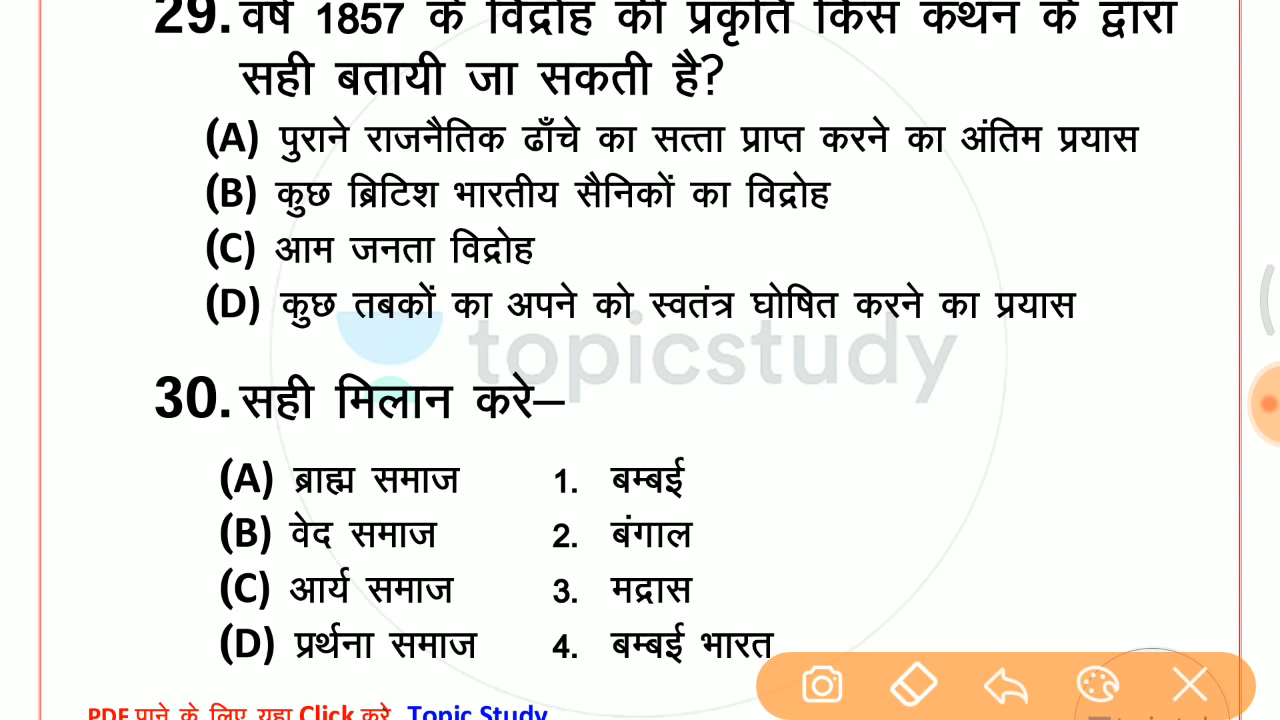 29. वर्ष 1857 के विद्रोह की प्रकृति किस कथन के द्वारा
सही बतायी जा सकती है?
(A) पुराने राजनैतिक ढाँचे का सत्ता प्राप्त करने का अंतिम प्रयास
(B) कुछ ब्रिटिश भारतीय सैनिकों का विद्रोह
(C) आम जनता विद्रोह
(D) कुछ तबकों का अपने को स्वतंत्र घोषित करने का प्रयास
topicstudy
30. सही मिलान करे–
(A) ब्राह्म समाज 1. बम्बई
(B) वेद समाज 2. बंगाल
(C) आर्य समाज 3. मद्रास
(D) प्रर्थना समाज 4. बम्बई भारत
PDF पाने के लिए यहा Click करे Topic Study